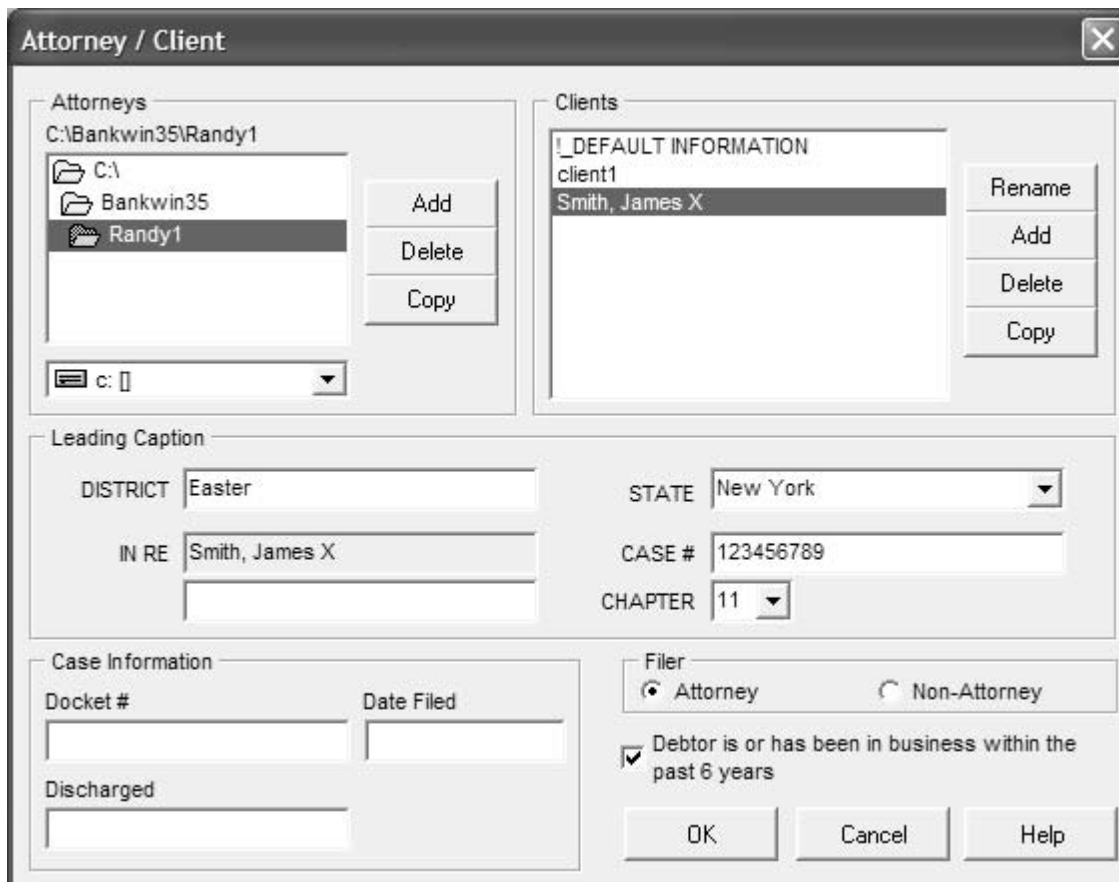 Attorney / Client
Attorneys
C:\Bankwin35\Randy1
C:\
Bankwin35
Randy1
c: []
Add
Delete
Copy
Clients
!_DEFAULT INFORMATION
client1
Smith, James X
Rename
Add
Delete
Copy
Leading Caption
DISTRICT Easter
STATE New York
IN RE Smith, James X
CASE # 123456789
CHAPTER 11
Case Information
Docket # Date Filed
Discharged
Filer
Attorney Non-Attorney
Debtor is or has been in business within the
past 6 years
OK Cancel Help